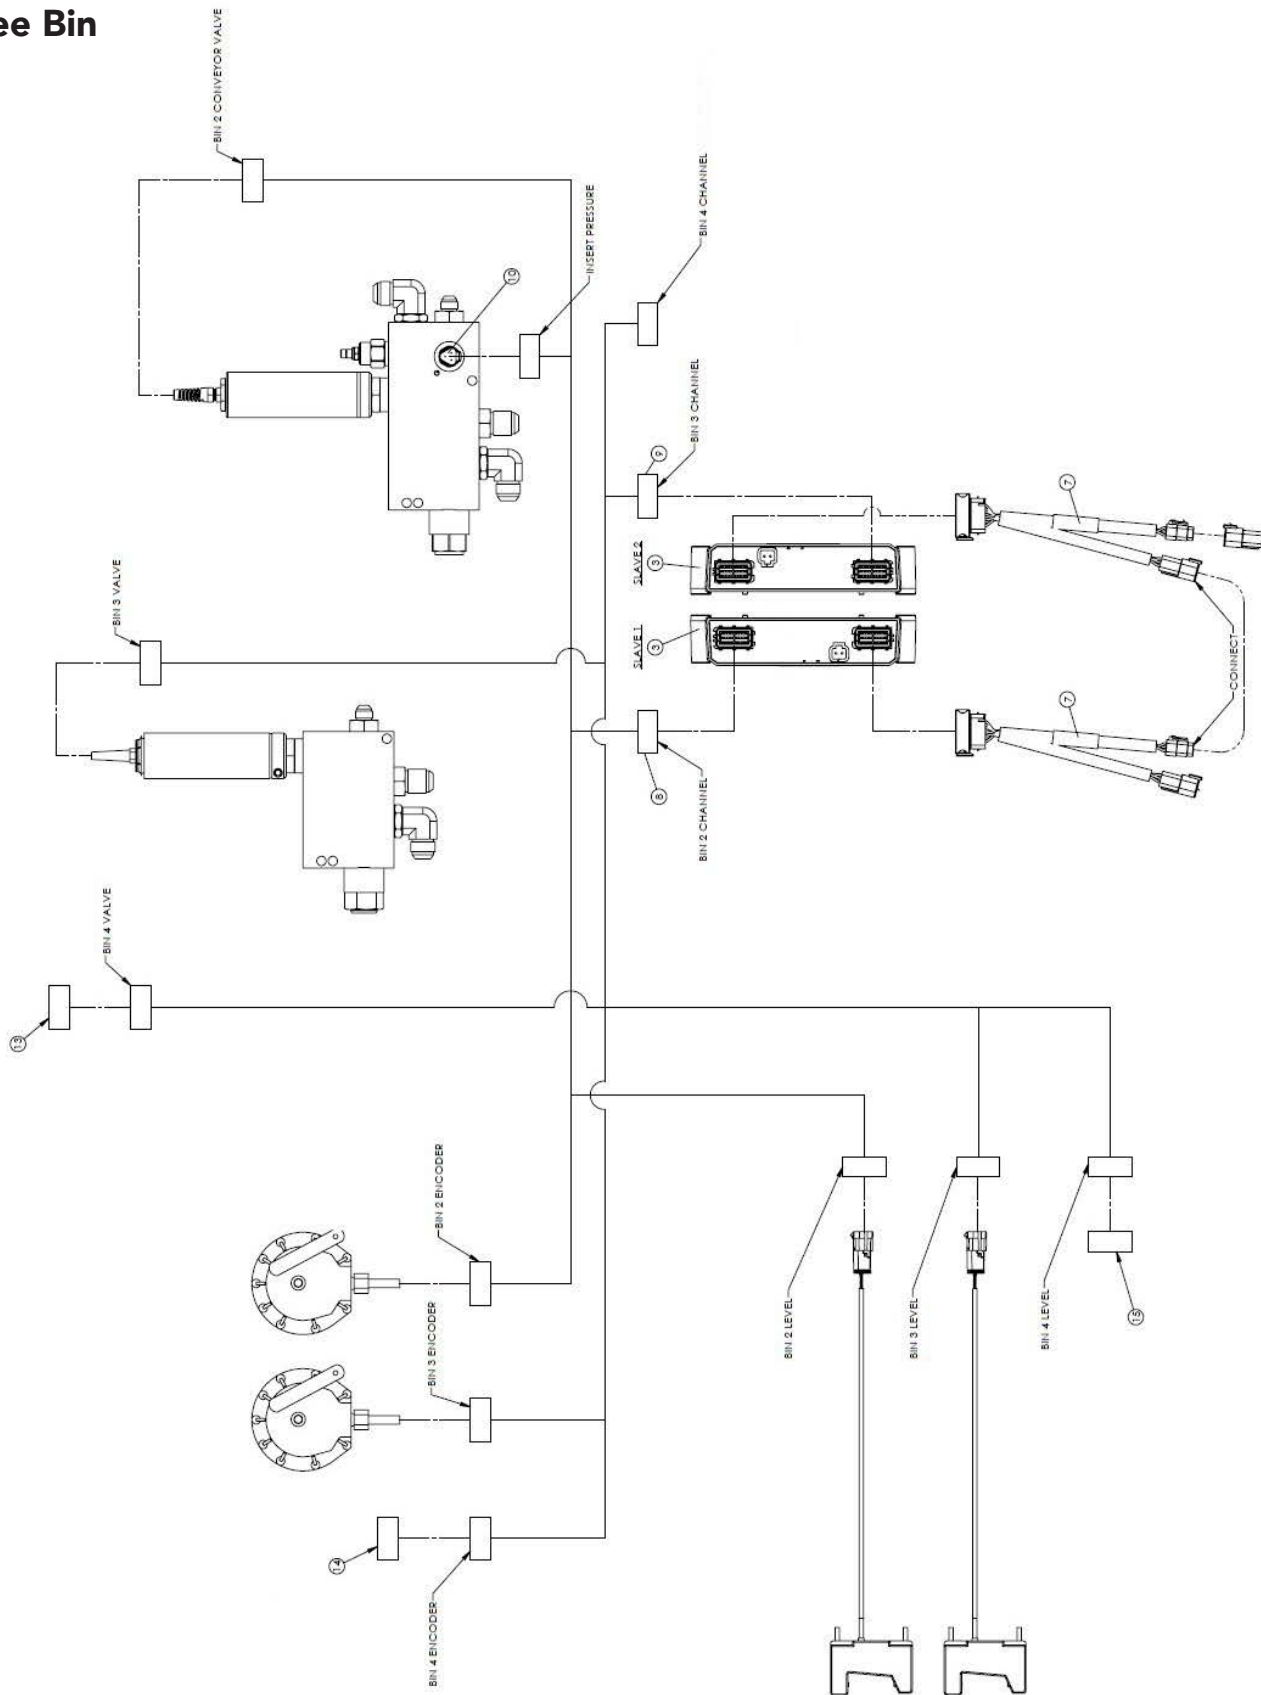 ee Bin
BIN 2 CONVEYOR VALVE
INSERT PRESSURE
10
BIN 4 CHANNEL
BIN 3 CHANNEL
9
BIN 3 VALVE
SLAVE 2
3
SLAVE 1
3
7
CONNECT
7
8
BIN 2 CHANNEL
BIN 4 VALVE
13
BIN 2 ENCODER
BIN 3 ENCODER
14
BIN 4 ENCODER
BIN 2 LEVEL
BIN 3 LEVEL
BIN 4 LEVEL
15